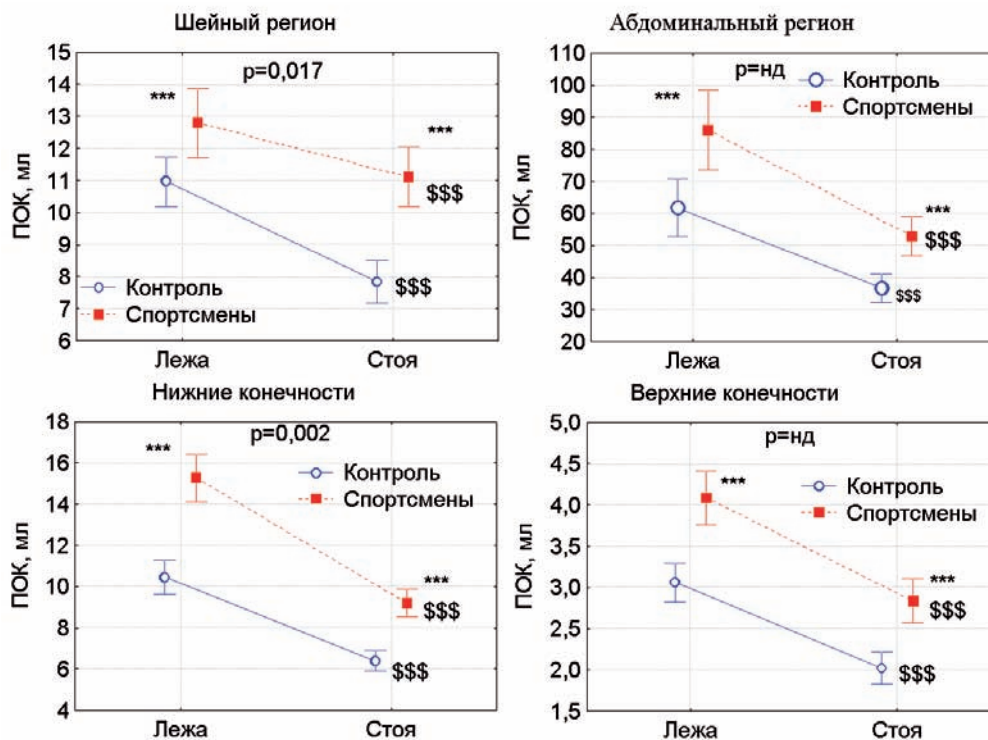 Шейный регион
15
14
13
12
11
10
9
8
7
6
ПОК, мл
p=0,017
***
***
$$$
$$$
Контроль
Спортсмены
Лежа
Стоя
Абдоминальный регион
110
100
90
80
70
60
50
40
30
20
ПОК, мл
p=нд
Контроль
Спортсмены
***
***
$$$
$$$
Лежа
Стоя
Нижние конечности
18
16
14
12
10
8
6
4
ПОК, мл
p=0,002
***
Контроль
Спортсмены
***
$$$
$$$
Лежа
Стоя
Верхние конечности
5,0
4,5
4,0
3,5
3,0
2,5
2,0
1,5
ПОК, мл
p=нд
***
Контроль
Спортсмены
***
$$$
$$$
Лежа
Стоя